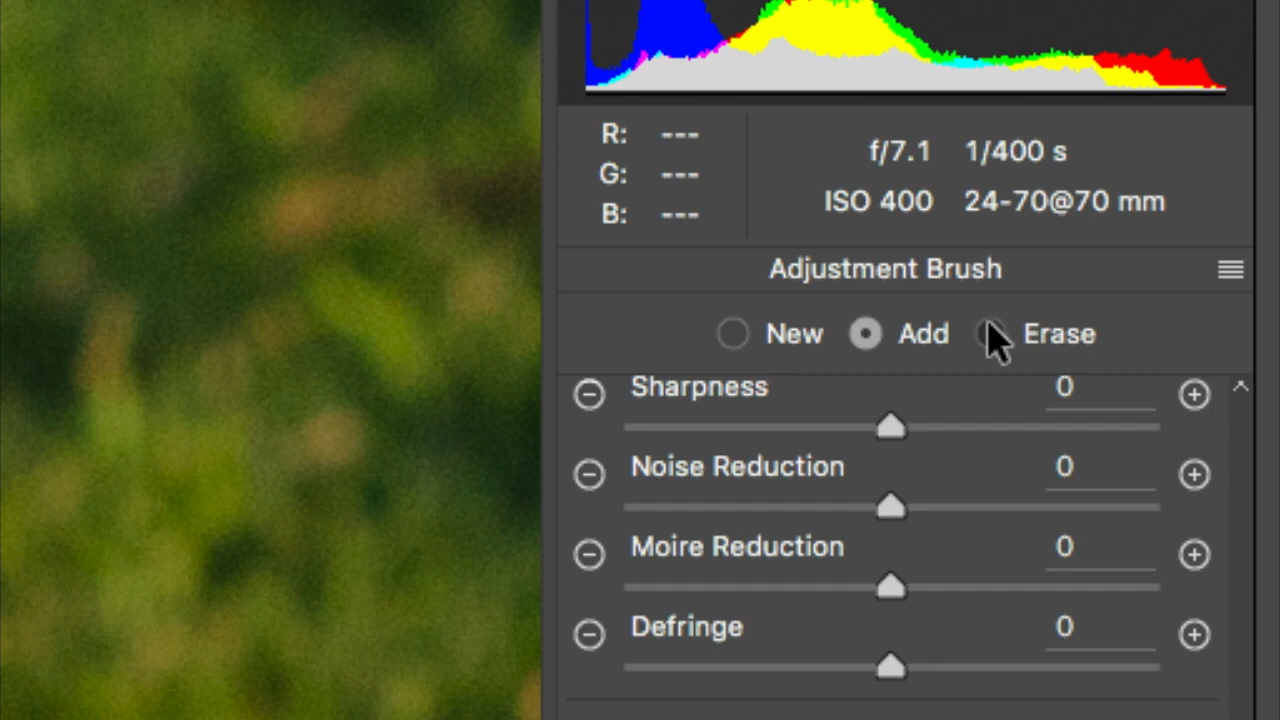 R: ---
G: ---
B: ---
f/7.1 1/400 s
ISO 400 24-70@70 mm
Adjustment Brush
New Add Erase
Sharpness 0
Noise Reduction 0
Moire Reduction 0
Defringe 0